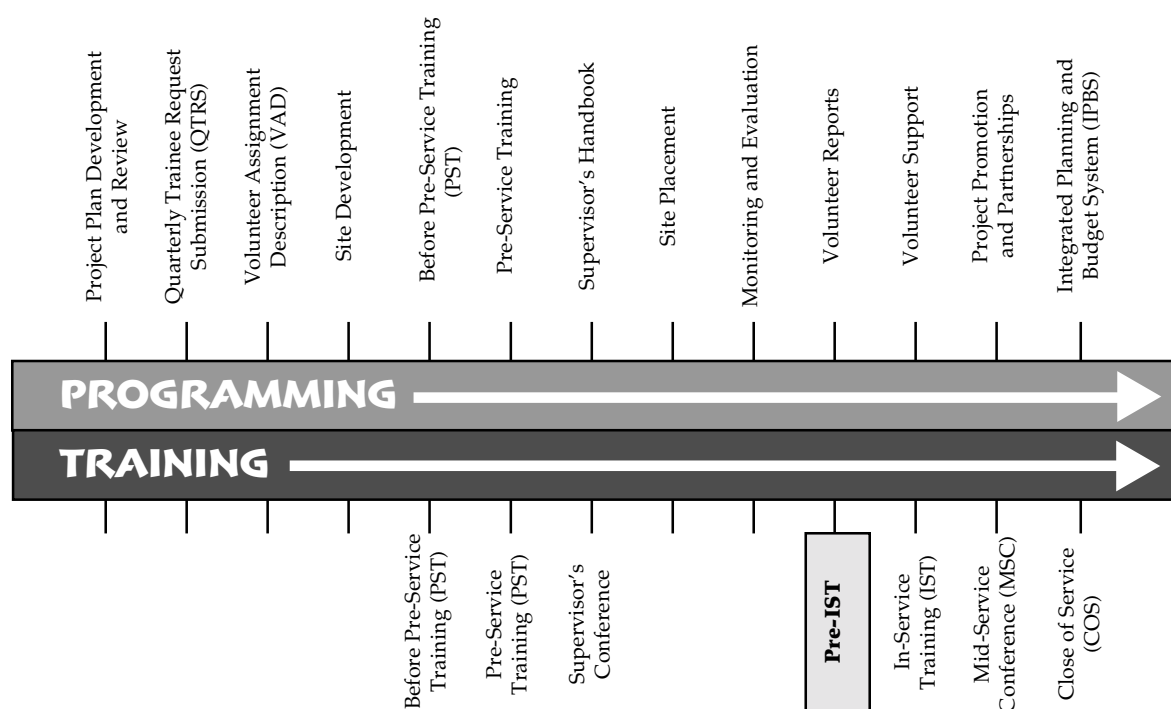 Project Plan Development
and Review
Quarterly Trainee Request
Submission (QTRS)
Volunteer Assignment
Description (VAD)
Site Development
Before Pre-Service Training
(PST)
Pre-Service Training
Supervisor's Handbook
Site Placement
Monitoring and Evaluation
Volunteer Reports
Volunteer Support
Project Promotion
and Partnerships
Integrated Planning and
Budget System (IPBS)
PROGRAMMING
TRAINING
Before Pre-Service
Training (PST)
Pre-Service
Training (PST)
Supervisor's
Conference
Pre-IST
In-Service
Training (IST)
Mid-Service
Conference (MSC)
Close of Service
(COS)